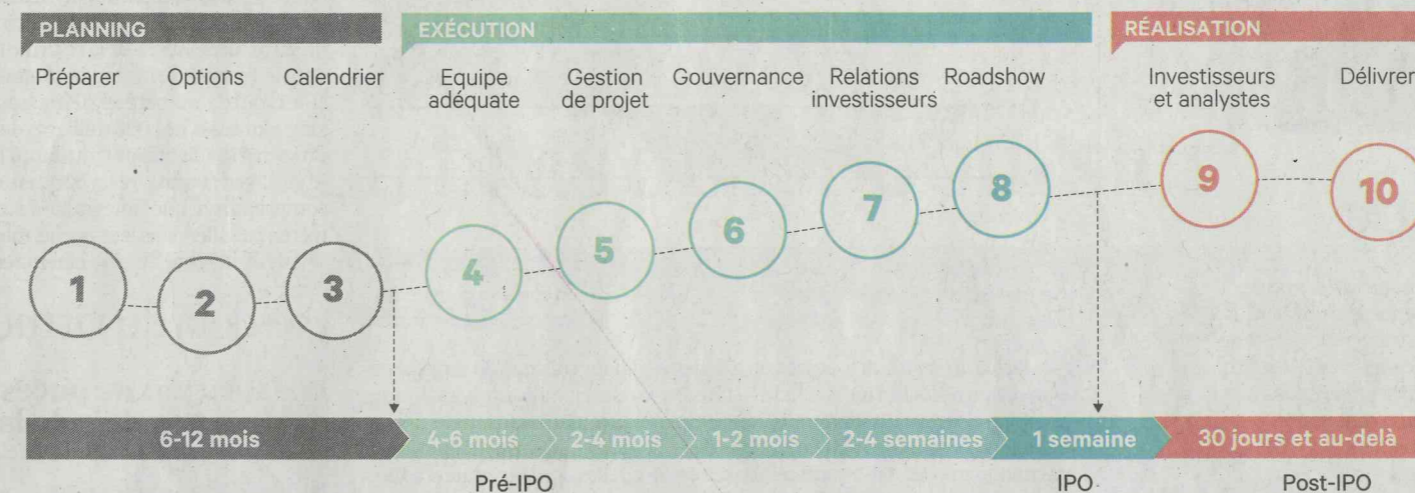 PLANNING
EXÉCUTION
RÉALISATION
Préparer
Options
Calendrier
Equipe
adéquate
Gestion
de projet
Gouvernance
Relations
investisseurs
Roadshow
Investisseurs
et analystes
Délivrer
1
2
3
4
5
6
7
8
9
10
6-12 mois
4-6 mois
2-4 mois
1-2 mois
2-4 semaines
1 semaine
30 jours et au-delà
Pré-IPO
IPO
Post-IPO